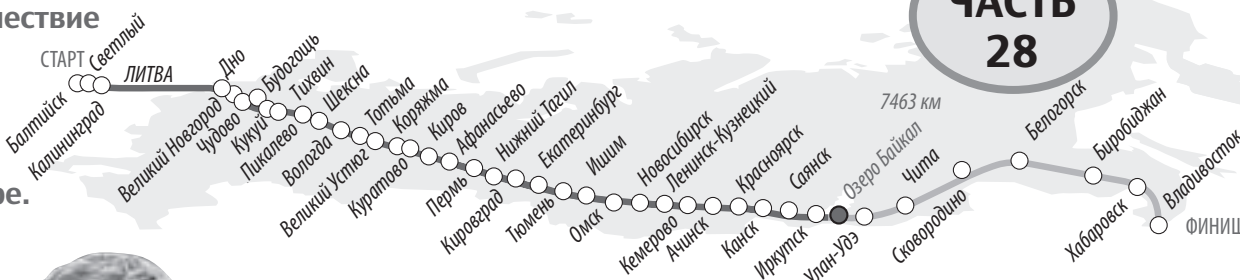 ествие
ре.
СТАРТ
Балтийск
Светлый
Калининград
ЛИТВА
Дно
Великий Новгород
Чудово
Будогощь
Кукуй
Тихвин
Пикалево
Шексна
Вологда
Тотьма
Великий Устюг
Коряжма
Куратово
Киров
Афанасьево
Пермь
Нижний Тагил
Кировград
Екатеринбург
Тюмень
Ишим
Омск
Новосибирск
Кемерово
Ленинск-Кузнецкий
Ачинск
Красноярск
Канск
Саянск
Иркутск
7463 км
Озеро Байкал
Улан-Удэ
Чита
Сковородино
Белогорск
Биробиджан
Хабаровск
Владивосток
ФИНИШ
ЧАСТЬ
28